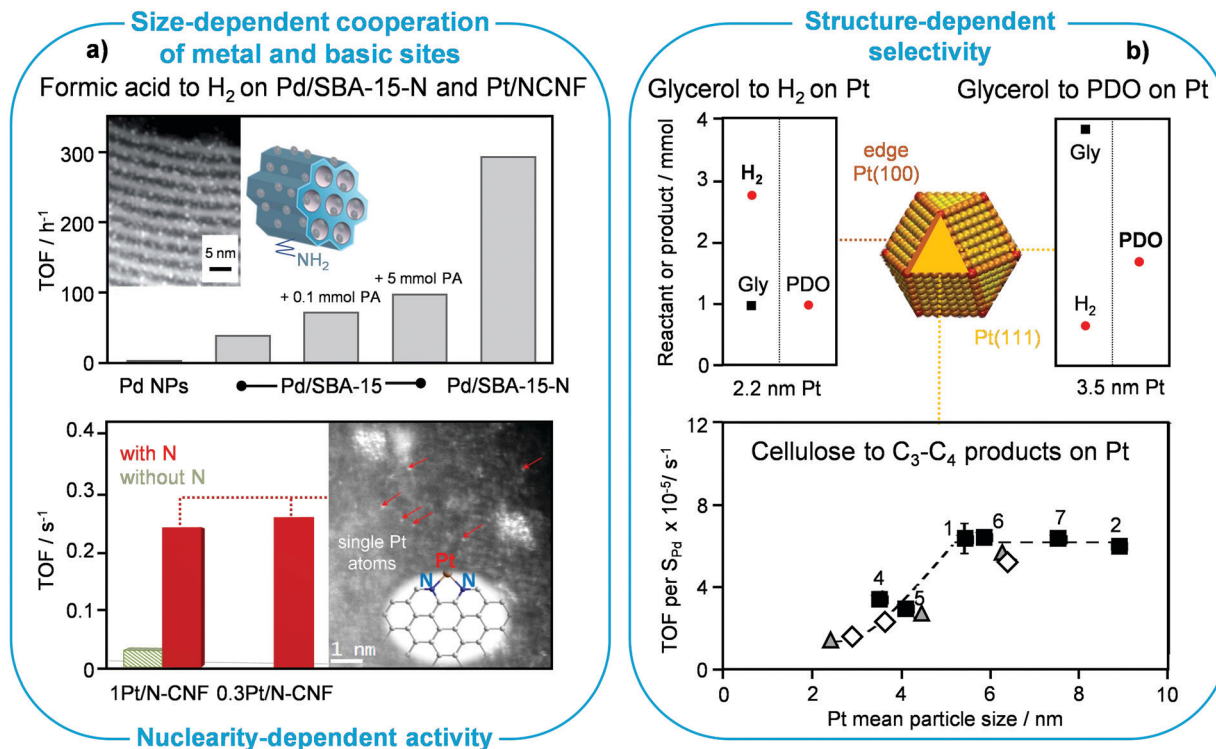 Size-dependent cooperation
of metal and basic sites
a)
Formic acid to H₂ on Pd/SBA-15-N and Pt/NCNF
TOF / h⁻¹
300
200
100
0
5 nm
NH₂
+ 0.1 mmol PA
+ 5 mmol PA
Pd NPs
Pd/SBA-15
Pd/SBA-15-N
TOF / s⁻¹
0.4
0.3
0.2
0.1
0
with N
without N
single Pt
atoms
Pt
N
N
1 nm
1Pt/N-CNF
0.3Pt/N-CNF
Nuclearity-dependent activity
Structure-dependent
selectivity
b)
Glycerol to H₂ on Pt
Glycerol to PDO on Pt
Reactant or product / mmol
4
3
2
1
0
H₂
Gly
PDO
2.2 nm Pt
edge
Pt(100)
Pt(111)
Gly
PDO
H₂
3.5 nm Pt
Cellulose to C₃-C₄ products on Pt
TOF per S_Pd x 10⁻⁵/ s⁻¹
12
8
4
0
4
5
1
6
7
2
0
2
4
6
8
10
Pt mean particle size / nm